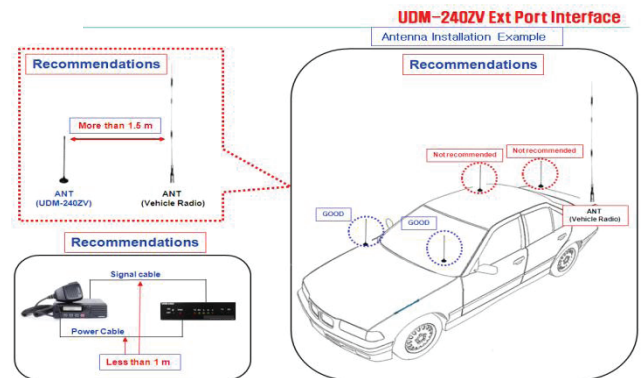 UDM-240ZV Ext Port Interface
Antenna Installation Example
Recommendations
More than 1.5 m
ANT
(UDM-240ZV)
ANT
(Vehicle Radio)
Recommendations
Signal cable
Power Cable
Less than 1 m
Recommendations
Not recommended
Not recommended
GOOD
GOOD
ANT
(Vehicle Radio)